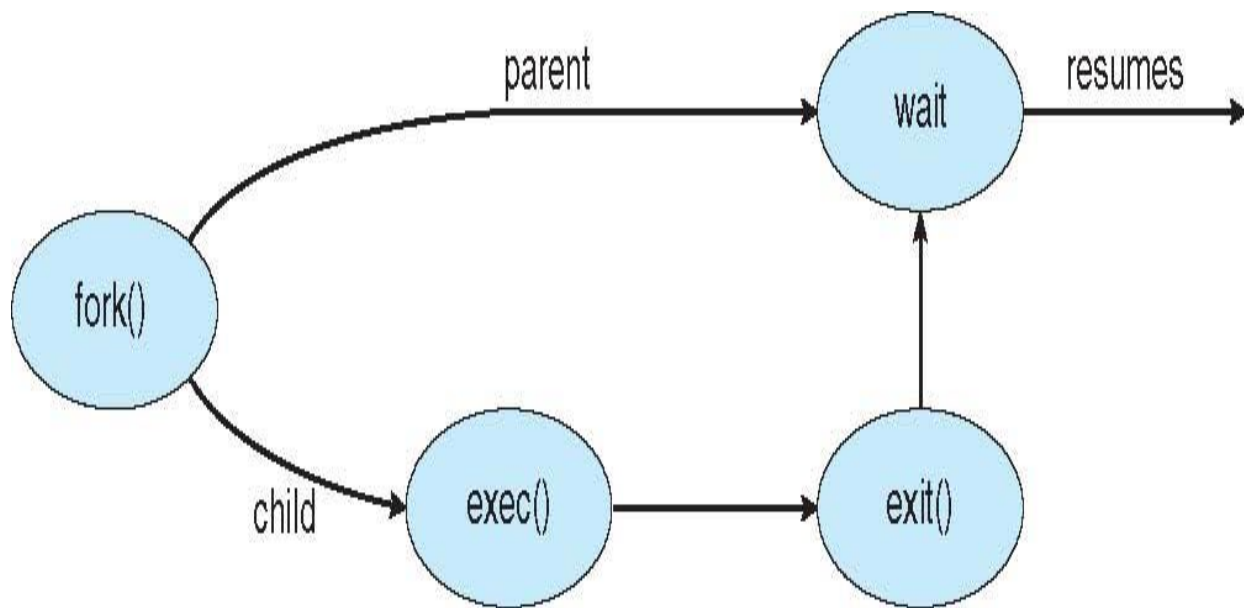 parent
resumes
wait
fork()
child
exec()
exit()